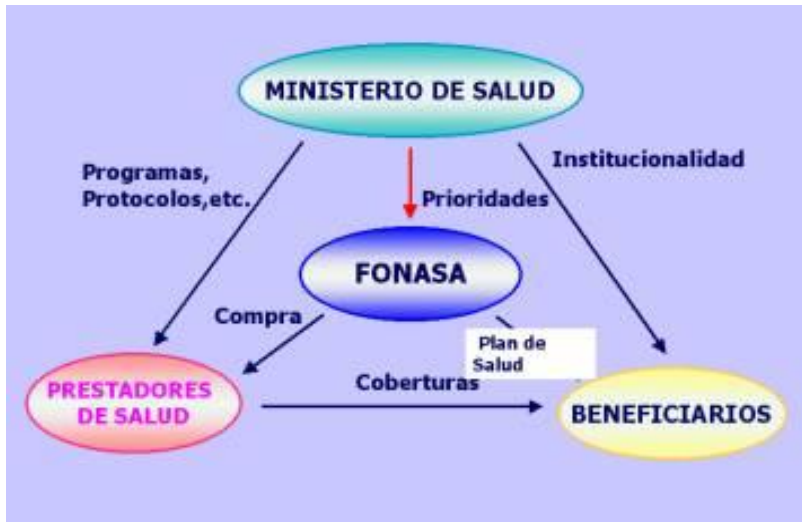 MINISTERIO DE SALUD
Programas,
Protocolos,etc.
Institucionalidad
Prioridades
FONASA
Compra
Plan de
Salud
Coberturas
PRESTADORES
DE SALUD
BENEFICIARIOS